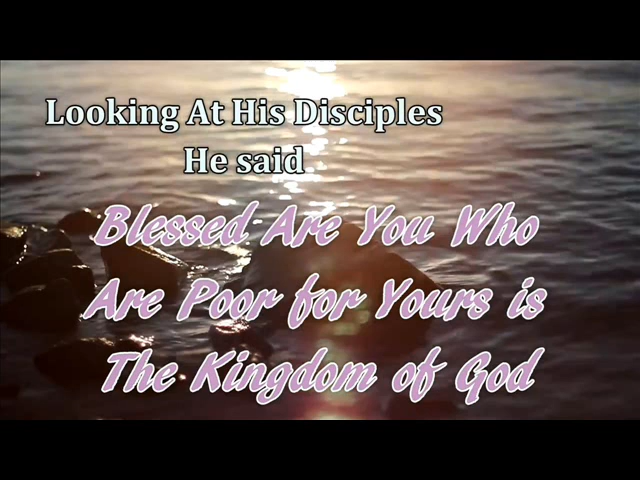 Looking At His Disciples
He said
Blessed Are You Who
Are Poor for Yours is
The Kingdom of God